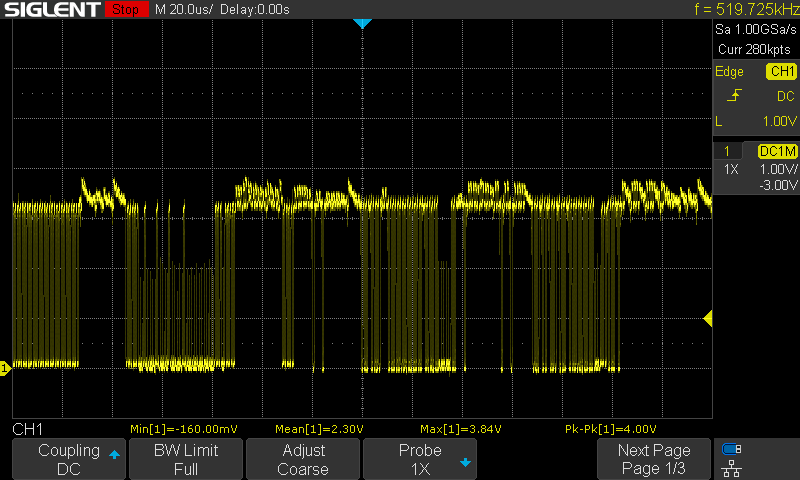 SIGLENT Stop M 20.0us/ Delay:0.00s f = 519.725kHz
Sa 1.00GSa/s
Curr 280kpts
Edge CH1
DC
L 1.00V
1 DC1M
1X 1.00V/
-3.00V
1
CH1 Min[1]=-160.00mV Mean[1]=2.30V Max[1]=3.84V Pk-Pk[1]=4.00V
Coupling BW Limit Adjust Probe Next Page
DC Full Coarse 1X Page 1/3